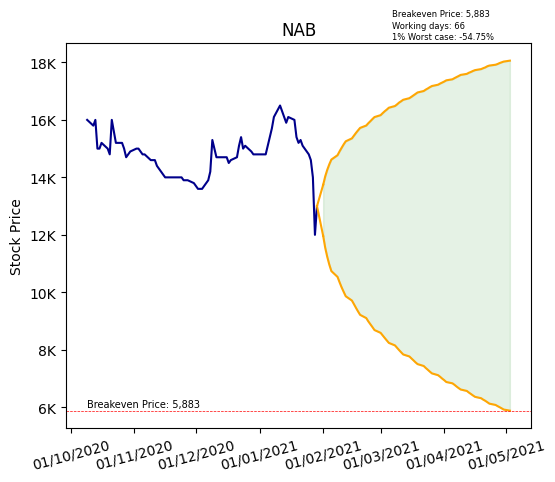 Breakeven Price: 5,883
Working days: 66
1% Worst case: -54.75%
NAB
Stock Price
18K
16K
14K
12K
10K
8K
6K
Breakeven Price: 5,883
01/10/2020
01/11/2020
01/12/2020
01/01/2021
01/02/2021
01/03/2021
01/04/2021
01/05/2021